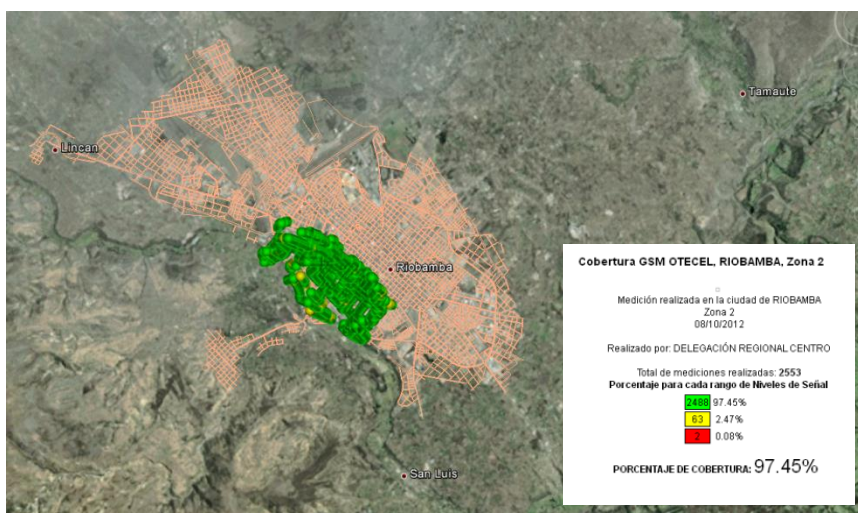 Tamaute
Lincan
Riobamba
San Luis
Cobertura GSM OTECEL, RIOBAMBA, Zona 2
Medición realizada en la ciudad de RIOBAMBA
Zona 2
08/10/2012
Realizado por: DELEGACIÓN REGIONAL CENTRO
Total de mediciones realizadas: 2553
Porcentaje para cada rango de Niveles de Señal
2488 97.45%
63 2.47%
2 0.08%
PORCENTAJE DE COBERTURA: 97.45%